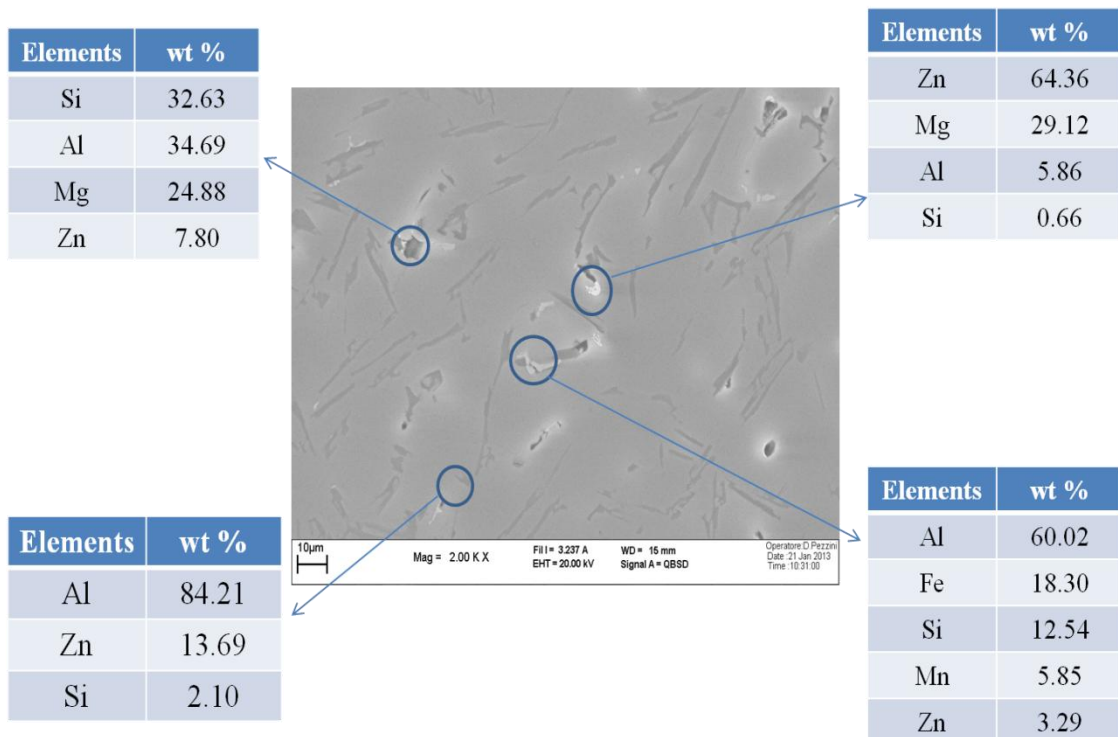 Elements wt %
Si 32.63
Al 34.69
Mg 24.88
Zn 7.80
Elements wt %
Zn 64.36
Mg 29.12
Al 5.86
Si 0.66
10µm
Mag = 2.00 K X
Fil I = 3.237 A
EHT = 20.00 kV
WD = 15 mm
Signal A = QBSD
Operatore:D.Pezzini
Date :21 Jan 2013
Time :10:31:00
Elements wt %
Al 84.21
Zn 13.69
Si 2.10
Elements wt %
Al 60.02
Fe 18.30
Si 12.54
Mn 5.85
Zn 3.29